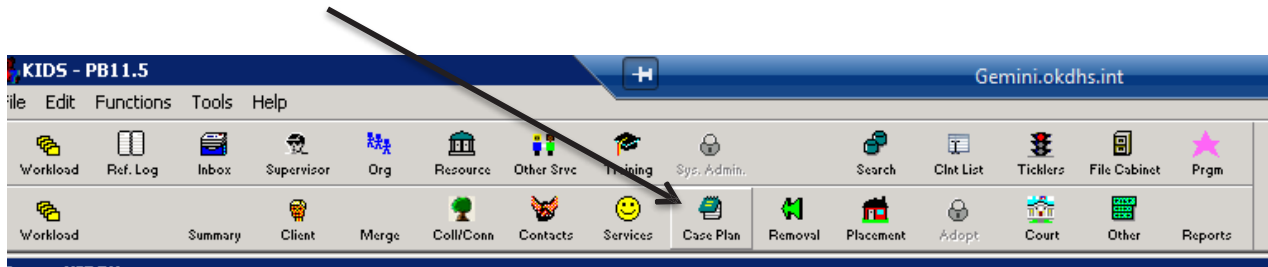 KIDS - PB11.5 Gemini.okdhs.int
File Edit Functions Tools Help
Workload Ref. Log Inbox Supervisor Org Resource Other Srvc Training Sys. Admin. Search Clnt List Ticklers File Cabinet Prgm
Workload Summary Client Merge Coll/Conn Contacts Services Case Plan Removal Placement Adopt Court Other Reports